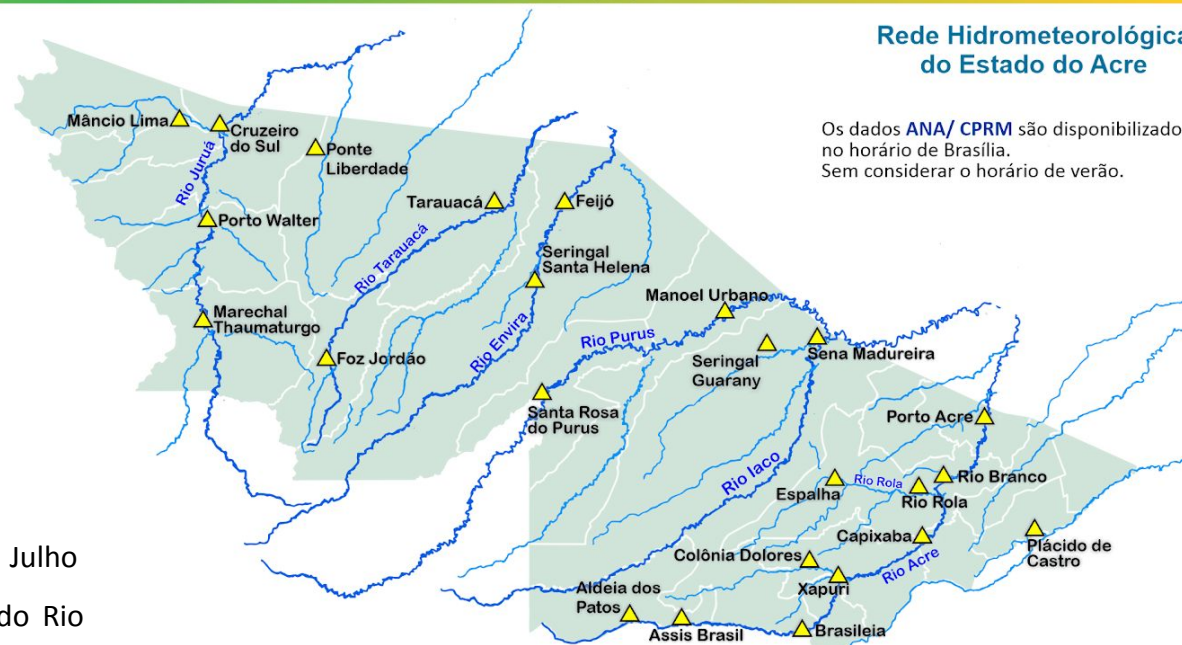 Rede Hidrometeorológica
do Estado do Acre
Os dados ANA/ CPRM são disponibilizado
no horário de Brasília.
Sem considerar o horário de verão.
Mâncio Lima
Cruzeiro
do Sul
Ponte
Liberdade
Rio Juruá
Porto Walter
Tarauacá
Feijó
Rio Tarauacá
Seringal
Santa Helena
Marechal
Thaumaturgo
Foz Jordão
Rio Envira
Manoel Urbano
Rio Purus
Seringal
Guarany
Sena Madureira
Santa Rosa
do Purus
Porto Acre
Rio Iaco
Espalha
Rio Rola
Rio Rola
Rio Branco
Capixaba
Plácido de
Castro
Colônia Dolores
Rio Acre
Xapuri
Aldeia dos
Patos
Assis Brasil
Brasileia
Julho
do Rio